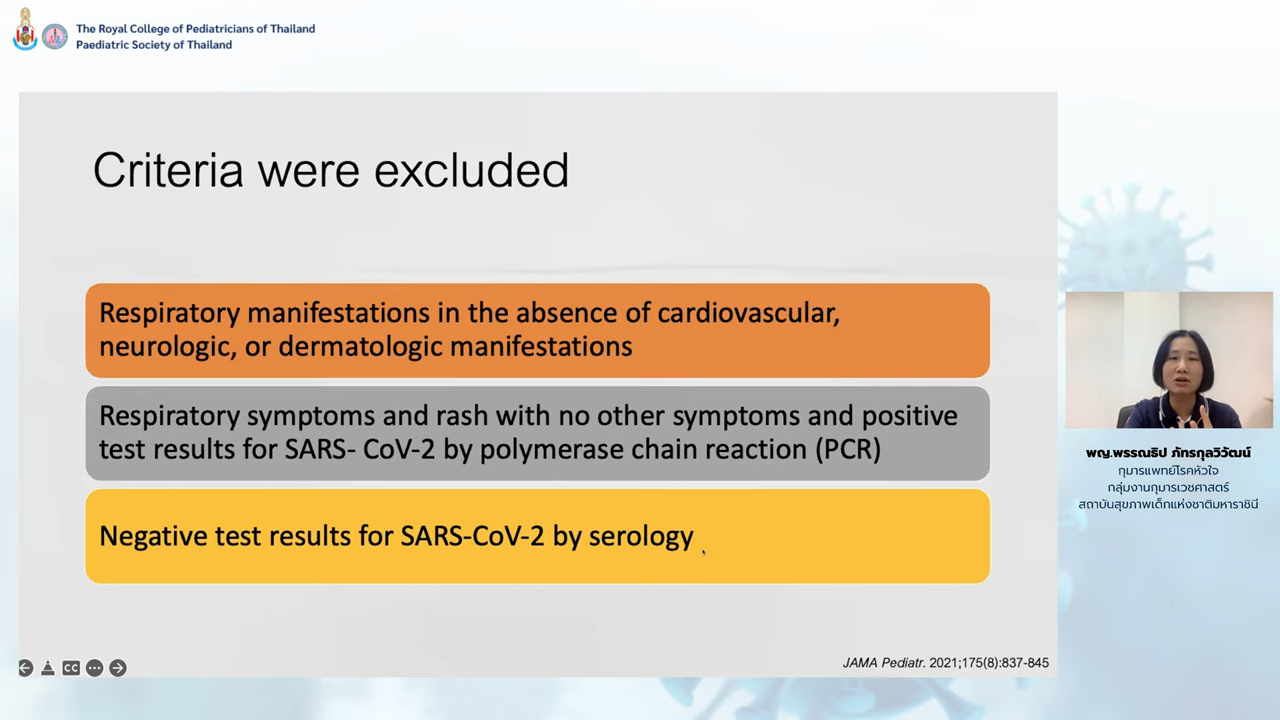 The Royal College of Pediatricians of Thailand
Paediatric Society of Thailand
Criteria were excluded
Respiratory manifestations in the absence of cardiovascular,
neurologic, or dermatologic manifestations
Respiratory symptoms and rash with no other symptoms and positive
test results for SARS- CoV-2 by polymerase chain reaction (PCR)
Negative test results for SARS-CoV-2 by serology
JAMA Pediatr. 2021;175(8):837-845
CC
พญ.พรรณธิป ภัทรกุลวิวัฒน์
กุมารแพทย์โรคหัวใจ
กลุ่มงานกุมารเวชศาสตร์
สถาบันสุขภาพเด็กแห่งชาติมหาราชินี